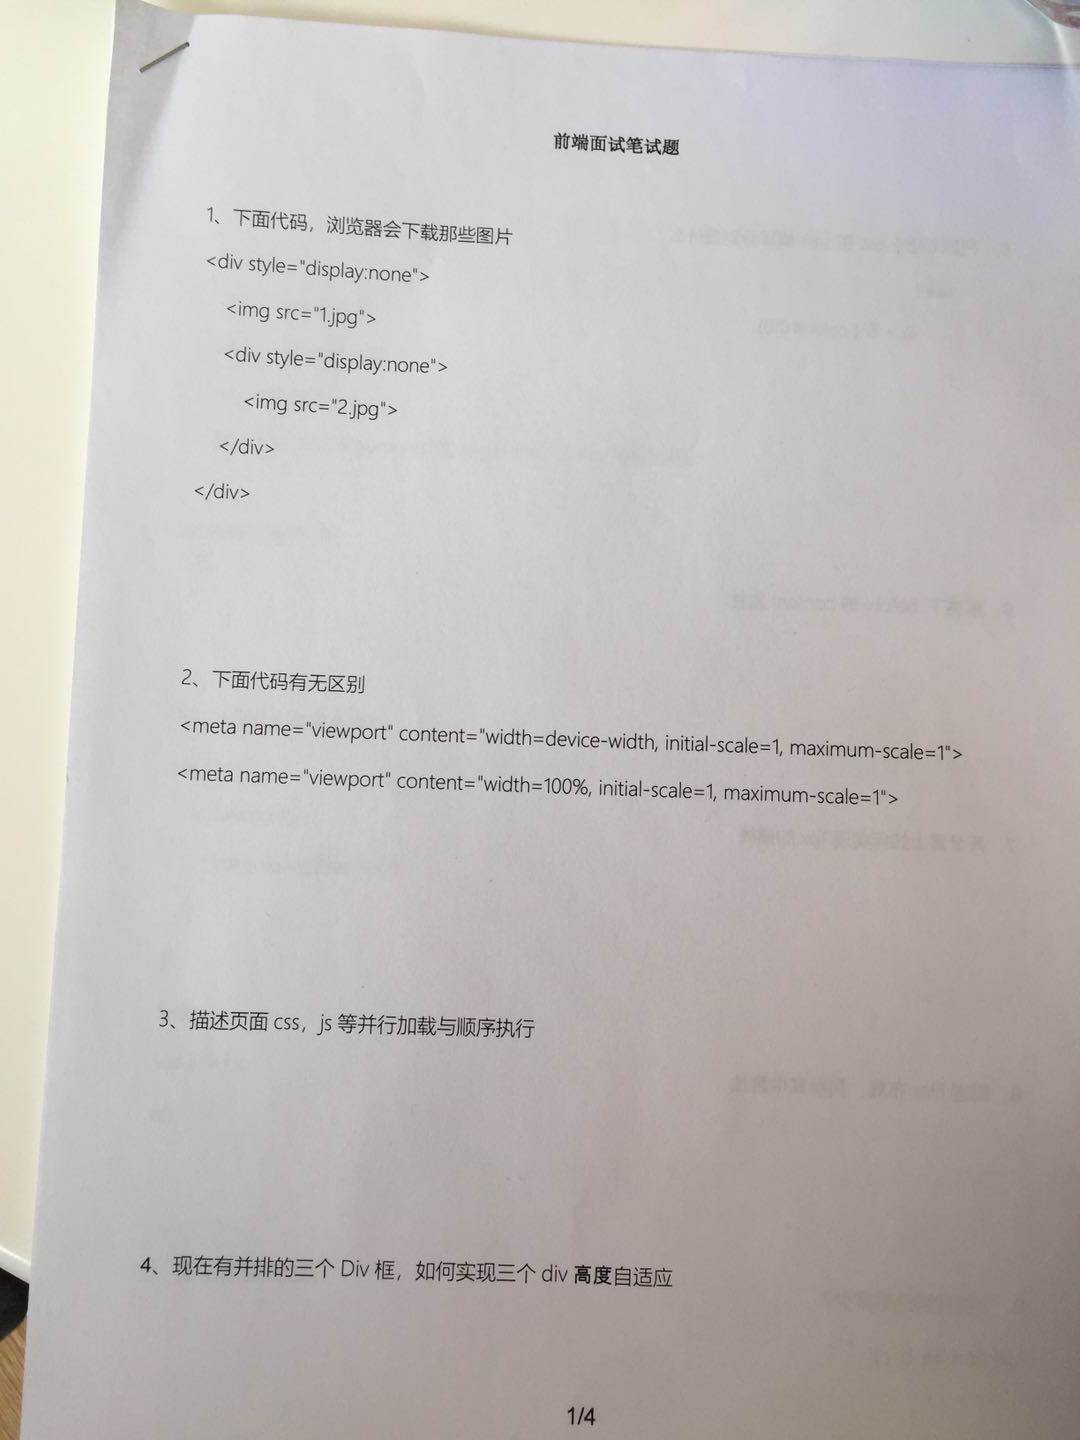 前端面试笔试题
1、下面代码，浏览器会下载那些图片
<div style="display:none">
<img src="1.jpg">
<div style="display:none">
<img src="2.jpg">
</div>
</div>
2、下面代码有无区别
<meta name="viewport" content="width=device-width, initial-scale=1, maximum-scale=1">
<meta name="viewport" content="width=100%, initial-scale=1, maximum-scale=1">
3、描述页面 css，js 等并行加载与顺序执行
4、现在有并排的三个 Div 框，如何实现三个 div 高度自适应
1/4